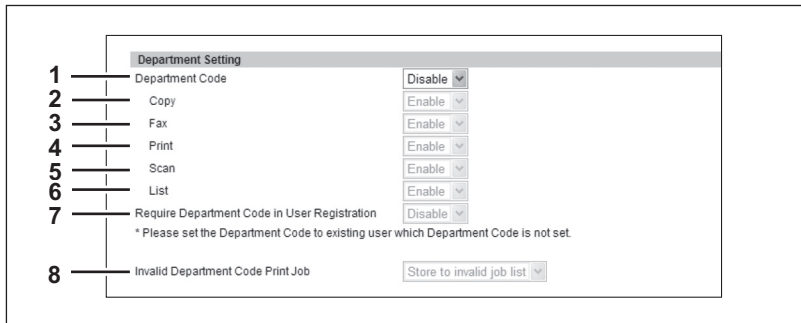 Department Setting
1 Department Code Disable
2 Copy Enable
3 Fax Enable
4 Print Enable
5 Scan Enable
6 List Enable
7 Require Department Code in User Registration Disable
* Please set the Department Code to existing user which Department Code is not set.
8 Invalid Department Code Print Job Store to invalid job list